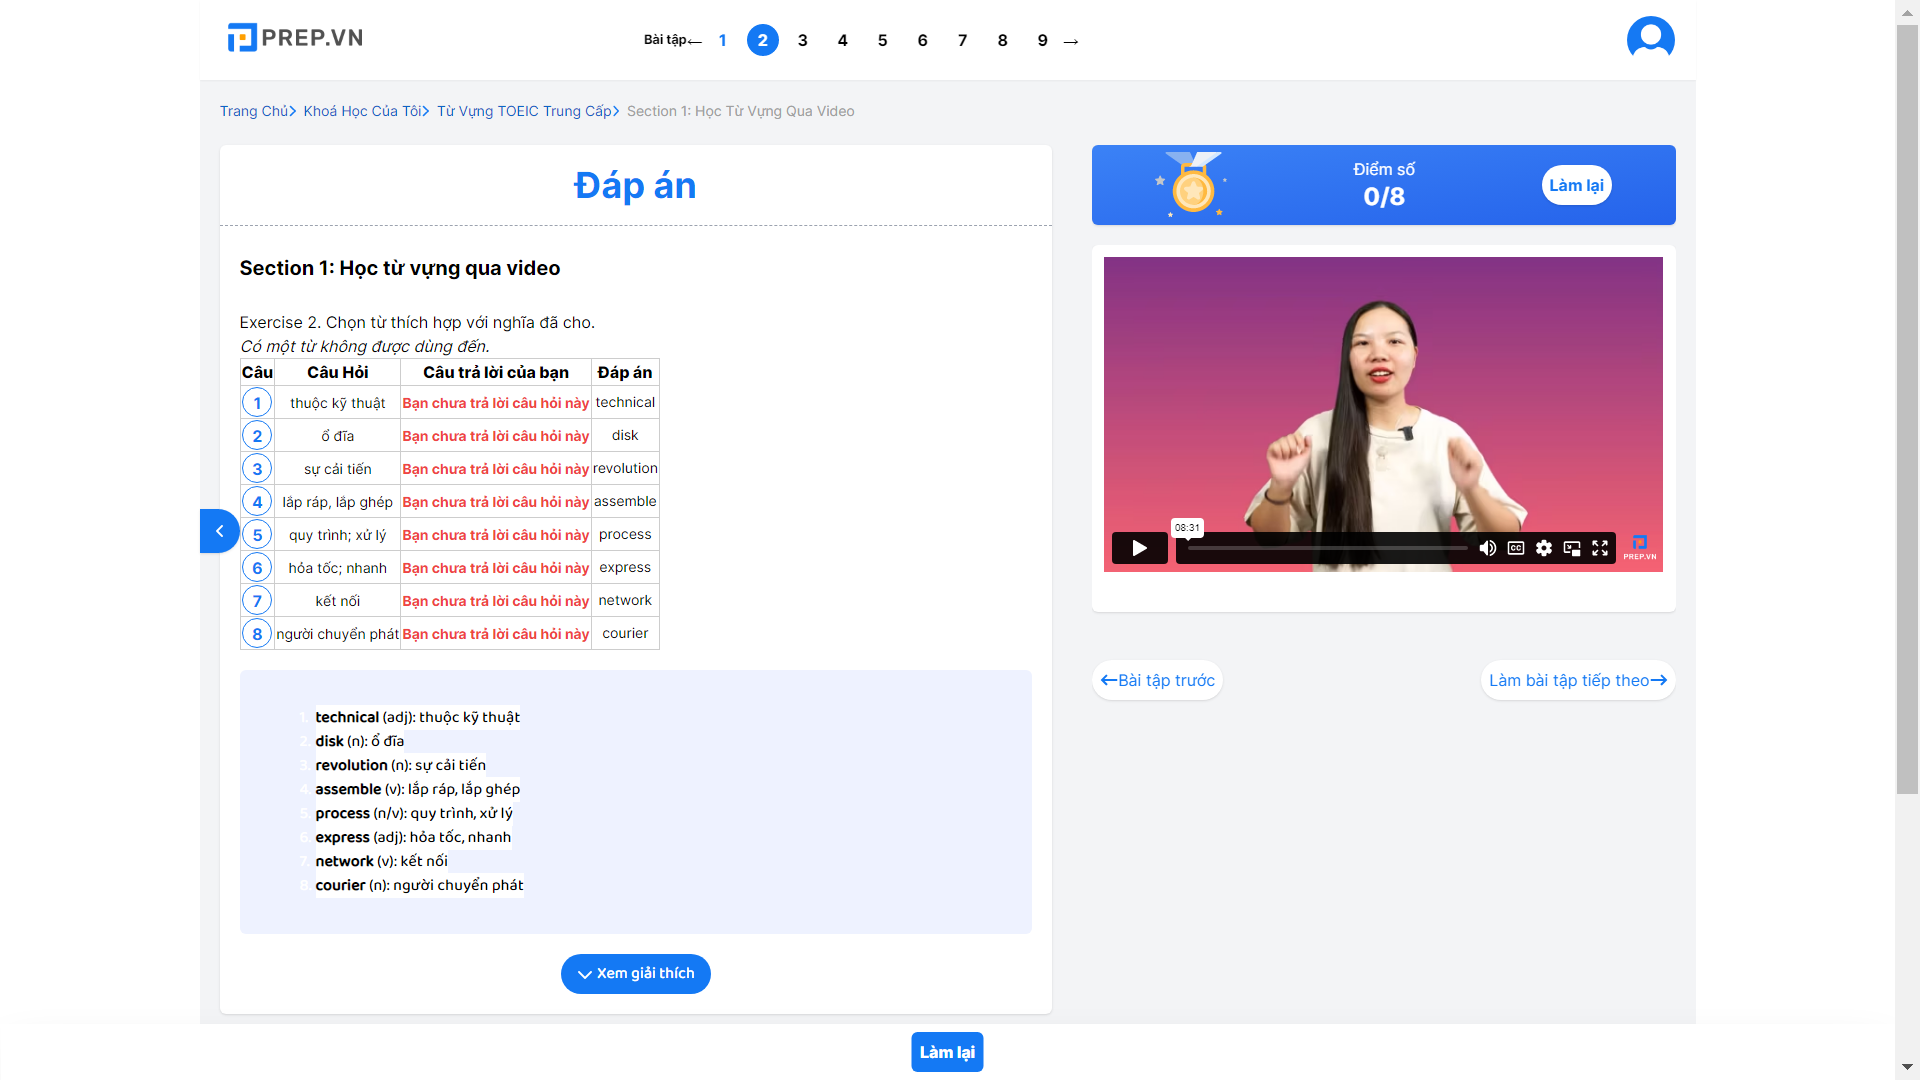 PREP.VN
Bài tập← 1 2 3 4 5 6 7 8 9 →
Trang Chủ> Khoá Học Của Tôi> Từ Vựng TOEIC Trung Cấp> Section 1: Học Từ Vựng Qua Video
Đáp án
Section 1: Học từ vựng qua video
Exercise 2. Chọn từ thích hợp với nghĩa đã cho.
Có một từ không được dùng đến.
Câu Câu Hỏi Câu trả lời của bạn Đáp án
1 thuộc kỹ thuật Bạn chưa trả lời câu hỏi này technical
2 ổ đĩa Bạn chưa trả lời câu hỏi này disk
3 sự cải tiến Bạn chưa trả lời câu hỏi này revolution
4 lắp ráp, lắp ghép Bạn chưa trả lời câu hỏi này assemble
5 quy trình; xử lý Bạn chưa trả lời câu hỏi này process
6 hỏa tốc; nhanh Bạn chưa trả lời câu hỏi này express
7 kết nối Bạn chưa trả lời câu hỏi này network
8 người chuyển phát Bạn chưa trả lời câu hỏi này courier
1. technical (adj): thuộc kỹ thuật
2. disk (n): ổ đĩa
3. revolution (n): sự cải tiến
4. assemble (v): lắp ráp, lắp ghép
5. process (n/v): quy trình, xử lý
6. express (adj): hỏa tốc, nhanh
7. network (v): kết nối
8. courier (n): người chuyển phát
Xem giải thích
Điểm số
0/8
Làm lại
08:31
CC
PREP.VN
←Bài tập trước
Làm bài tập tiếp theo→
Làm lại